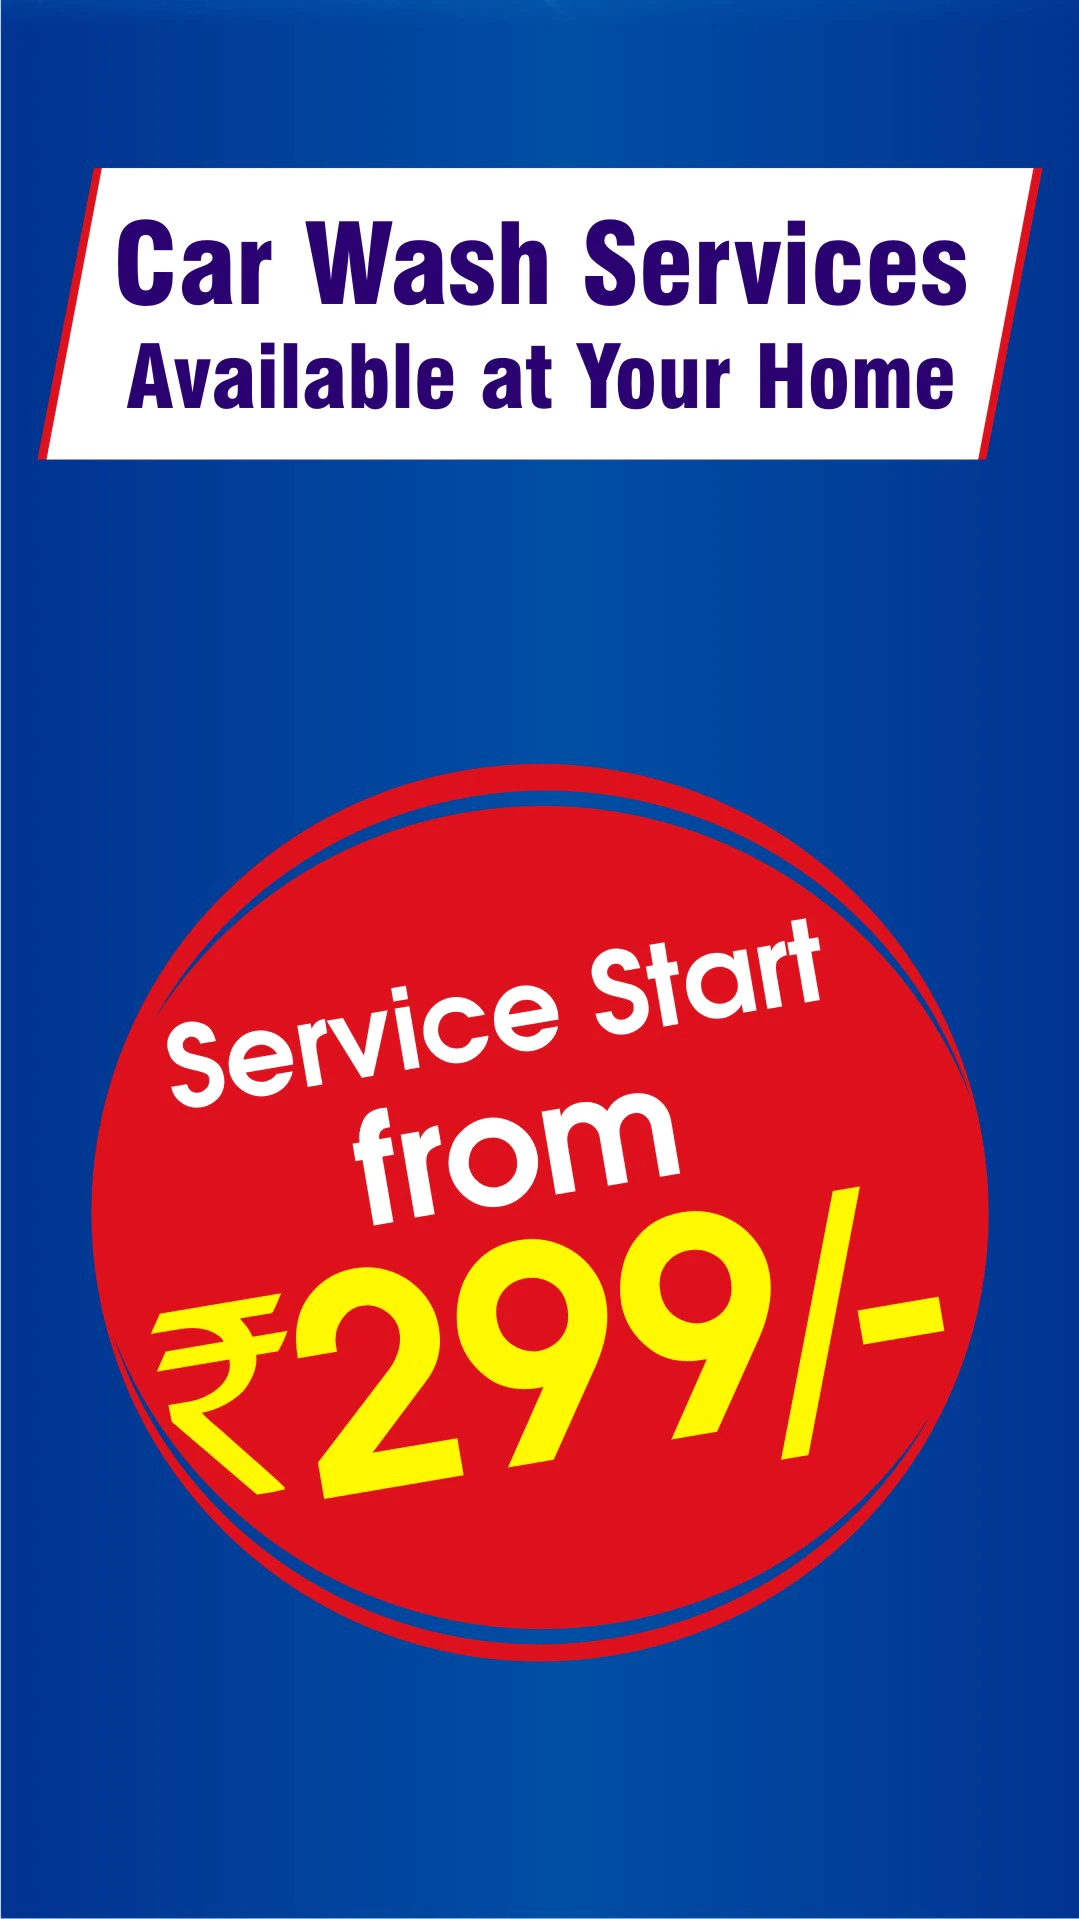 Car Wash Services
Available at Your Home
Service Start
from
₹299/-